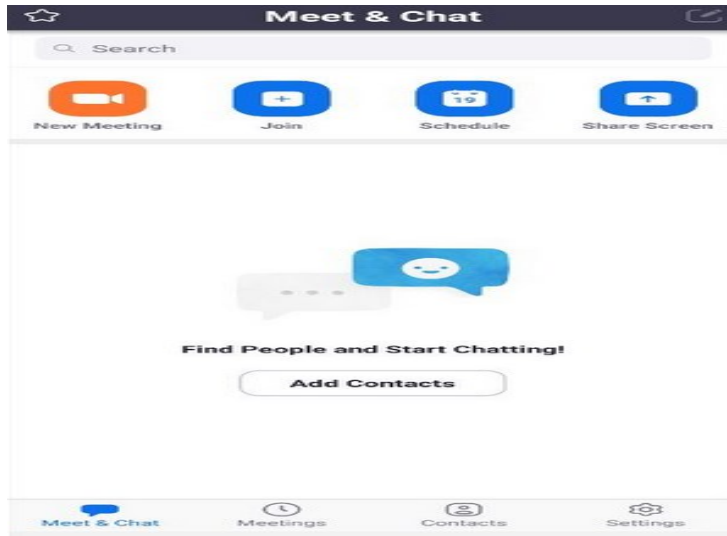 Meet & Chat
Search
New Meeting Join 19 Schedule Share Screen
Find People and Start Chatting!
Add Contacts
Meet & Chat Meetings Contacts Settings